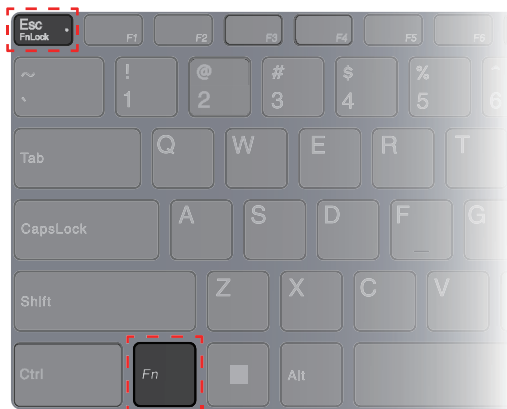 Esc
FnLock F1 F2 F3 F4 F5 F6
~ ! @ # $ % ^
` 1 2 3 4 5 6
Tab Q W E R T
CapsLock A S D F G
Shift Z X C V
Ctrl Fn Alt